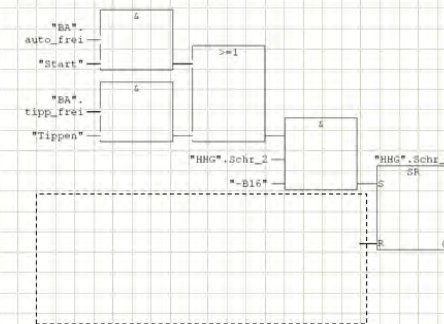 &
"BA".
auto_frei
"Start"
>=1
&
"BA".
tipp_frei
"Tippen"
&
"HHG".Schr_2
"-B16"
"HHG".Schr_
SR
S
R